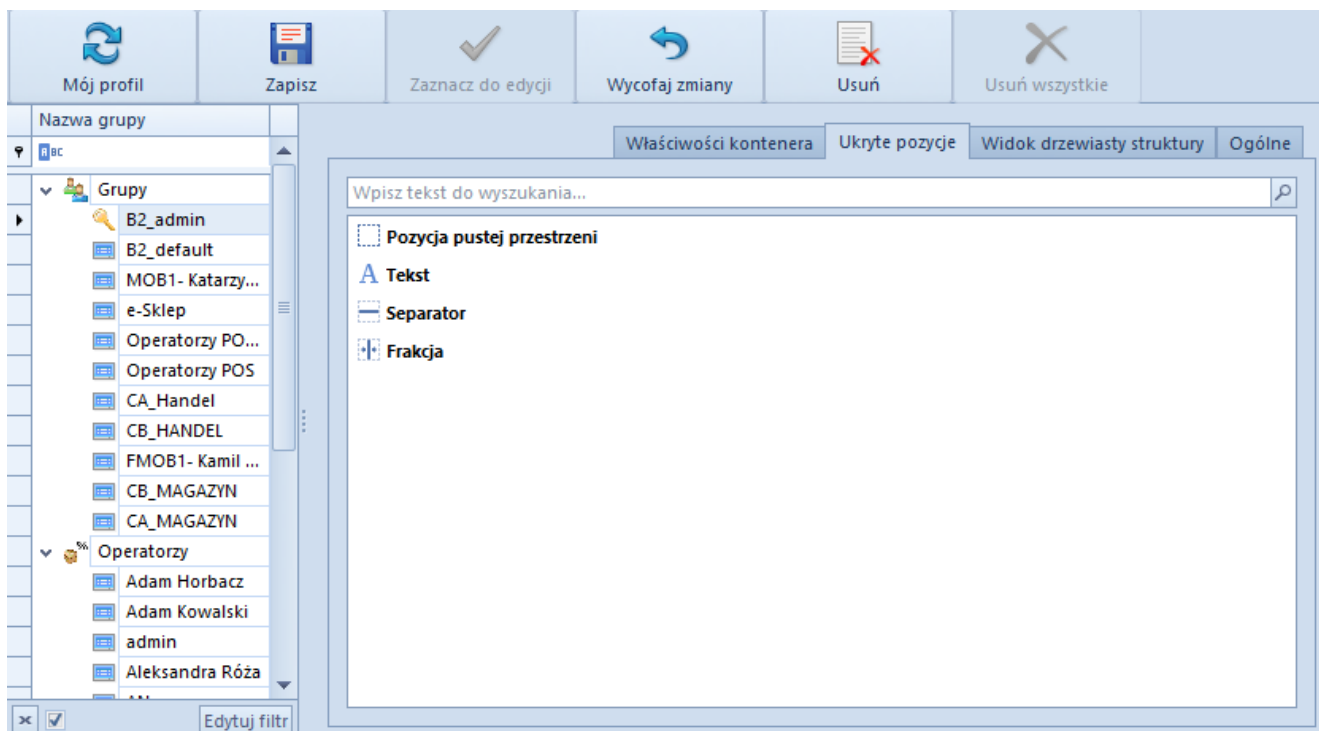 Mój profil
Zapisz
Zaznacz do edycji
Wycofaj zmiany
Usuń
Usuń wszystkie
Nazwa grupy
ABC
Grupy
B2_admin
B2_default
MOB1- Katarzy...
e-Sklep
Operatorzy PO...
Operatorzy POS
CA_Handel
CB_HANDEL
FMOB1- Kamil ...
CB_MAGAZYN
CA_MAGAZYN
Operatorzy
Adam Horbacz
Adam Kowalski
admin
Aleksandra Róża
Edytuj filtr
Właściwości kontenera
Ukryte pozycje
Widok drzewiasty struktury
Ogólne
Wpisz tekst do wyszukania...
Pozycja pustej przestrzeni
A Tekst
Separator
Frakcja